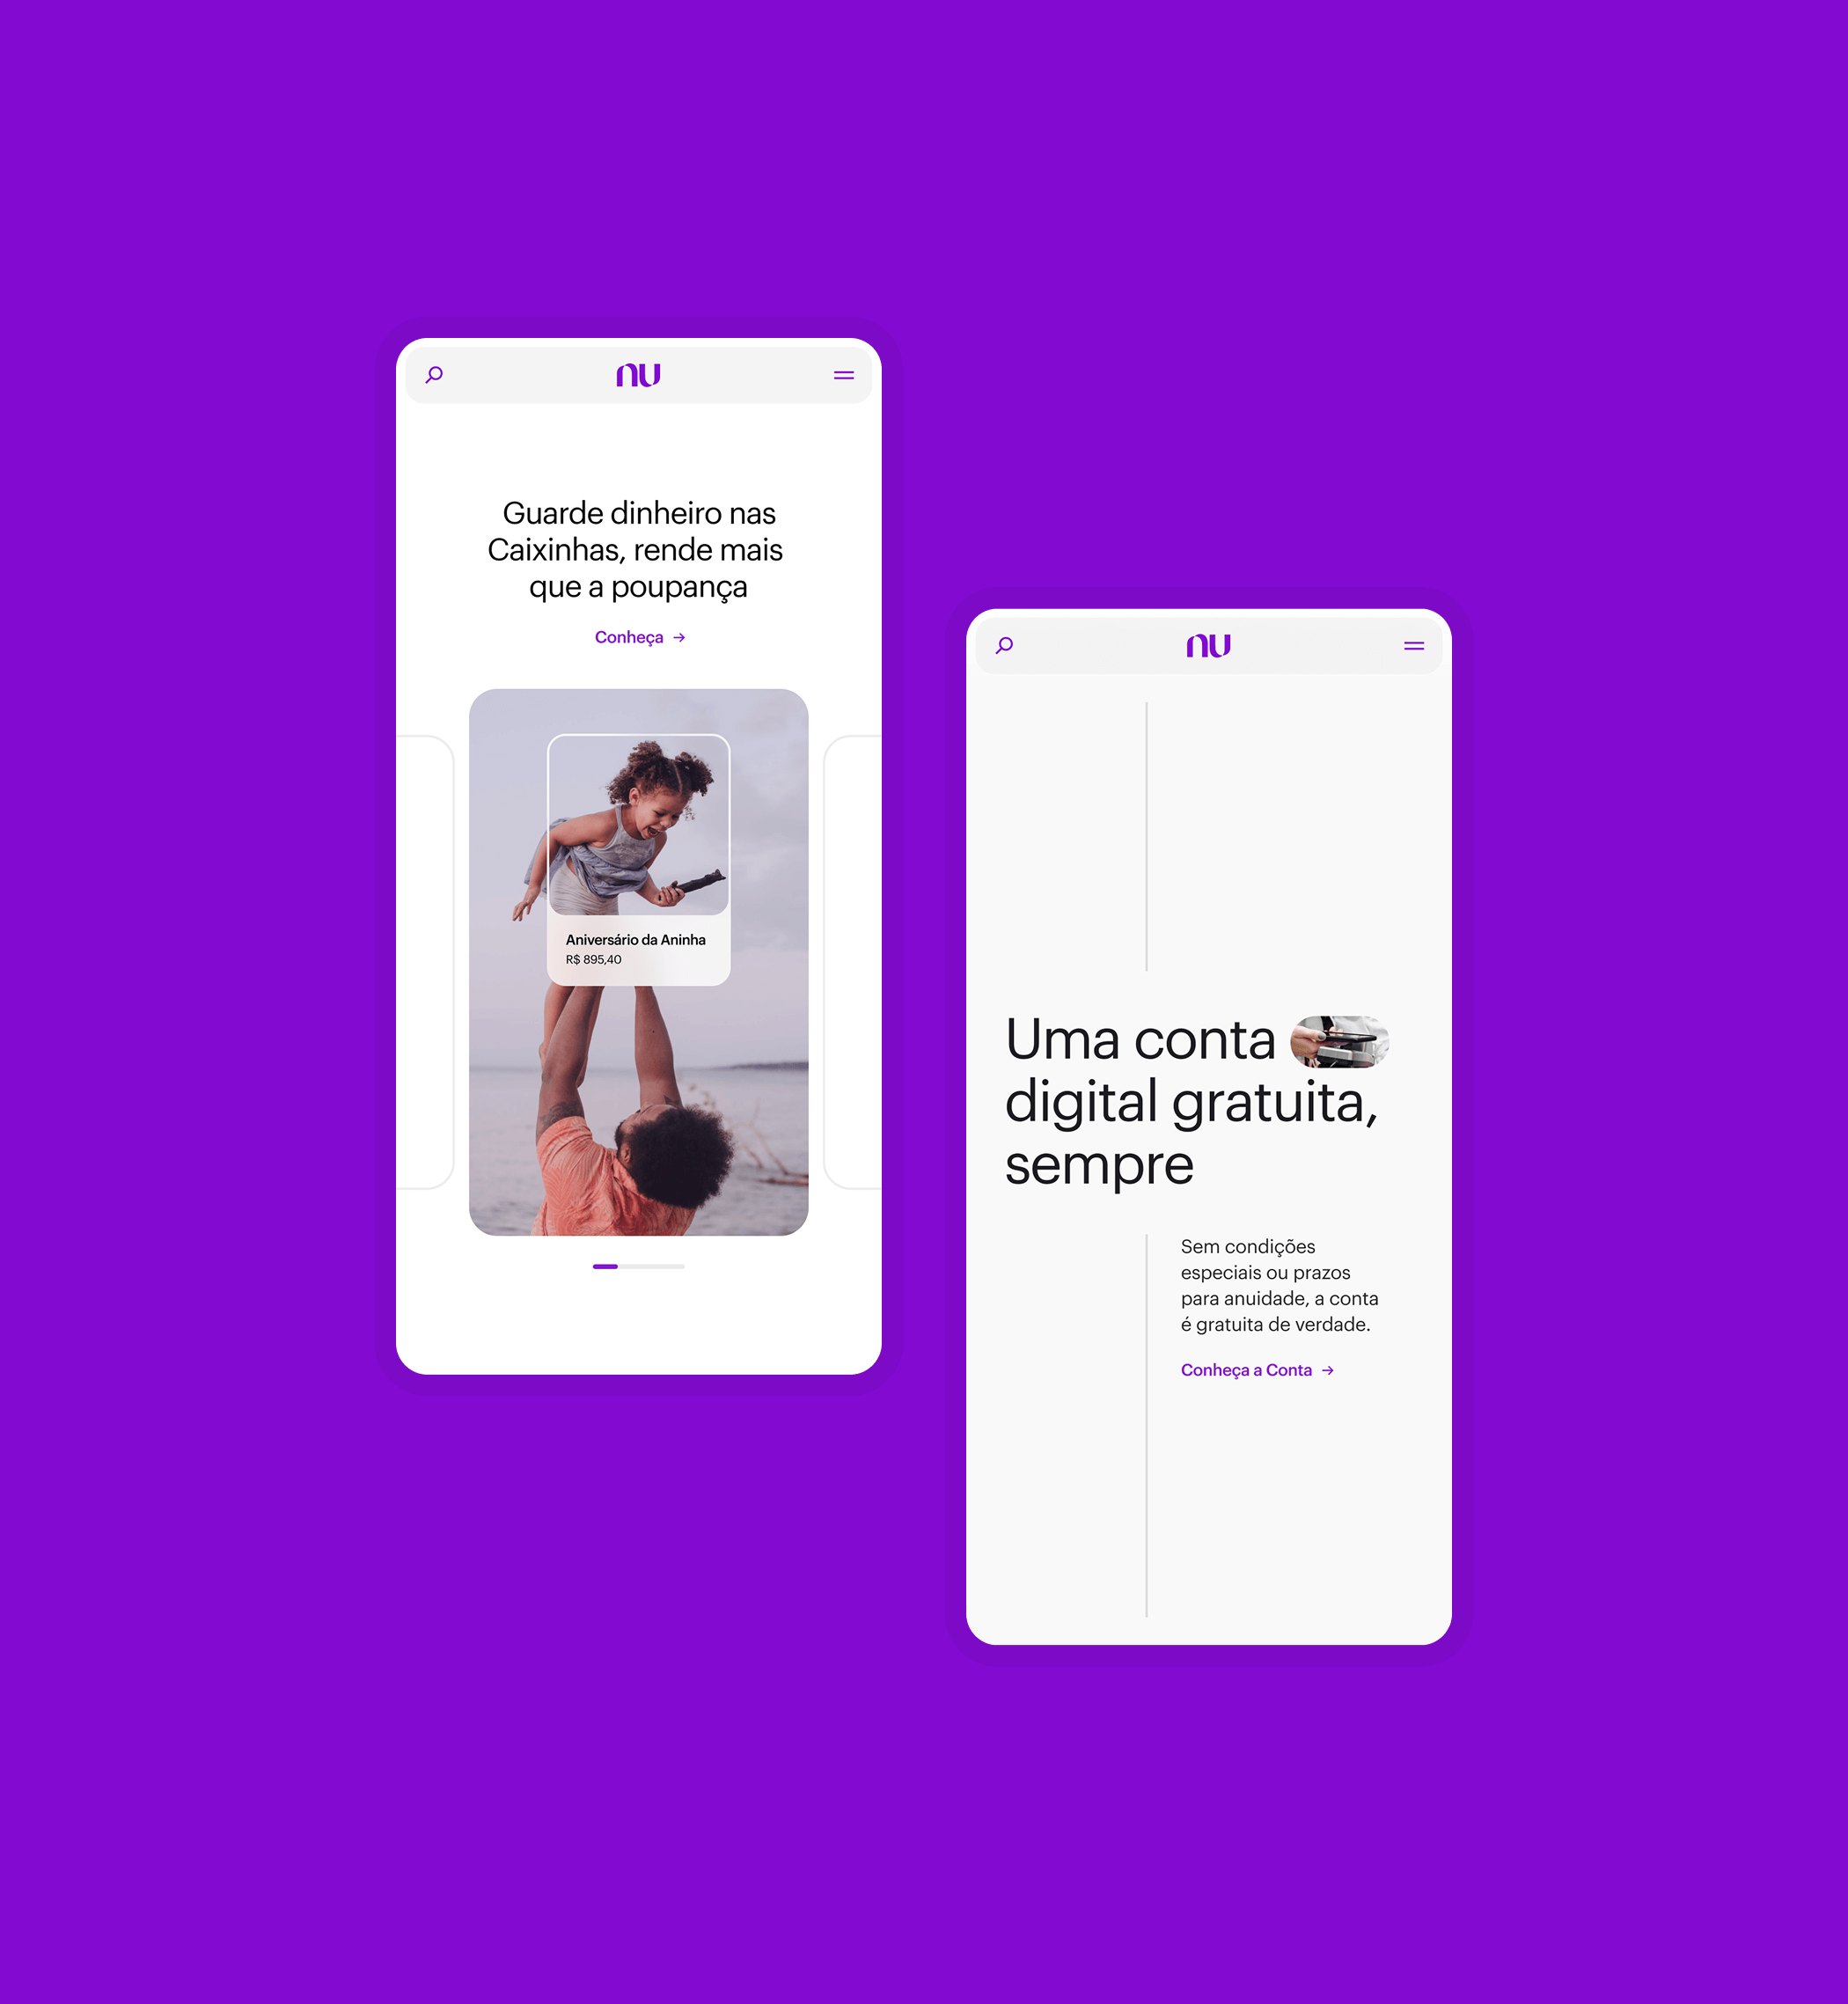 nu
Guarde dinheiro nas
Caixinhas, rende mais
que a poupança
Conheça →
Aniversário da Aninha
R$ 895,40
nu
Uma conta
digital gratuita,
sempre
Sem condições
especiais ou prazos
para anuidade, a conta
é gratuita de verdade.
Conheça a Conta →